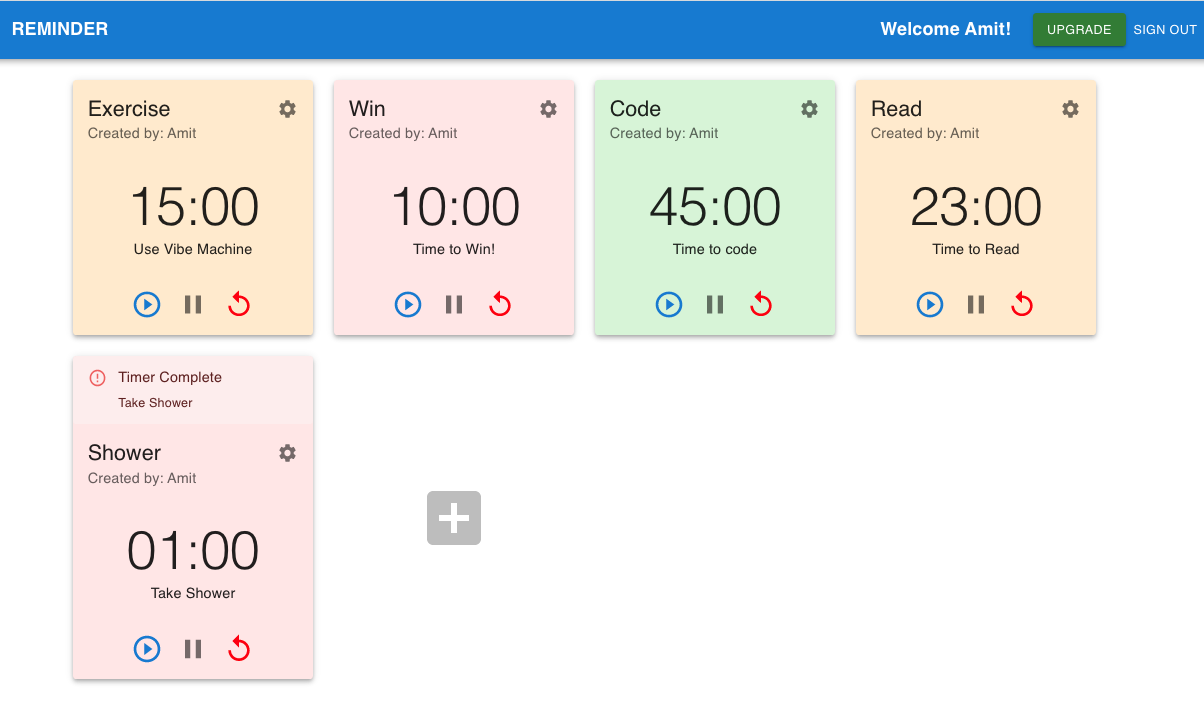 REMINDER
Welcome Amit!
UPGRADE
SIGN OUT
Exercise
Created by: Amit
15:00
Use Vibe Machine
Win
Created by: Amit
10:00
Time to Win!
Code
Created by: Amit
45:00
Time to code
Read
Created by: Amit
23:00
Time to Read
Timer Complete
Take Shower
Shower
Created by: Amit
01:00
Take Shower